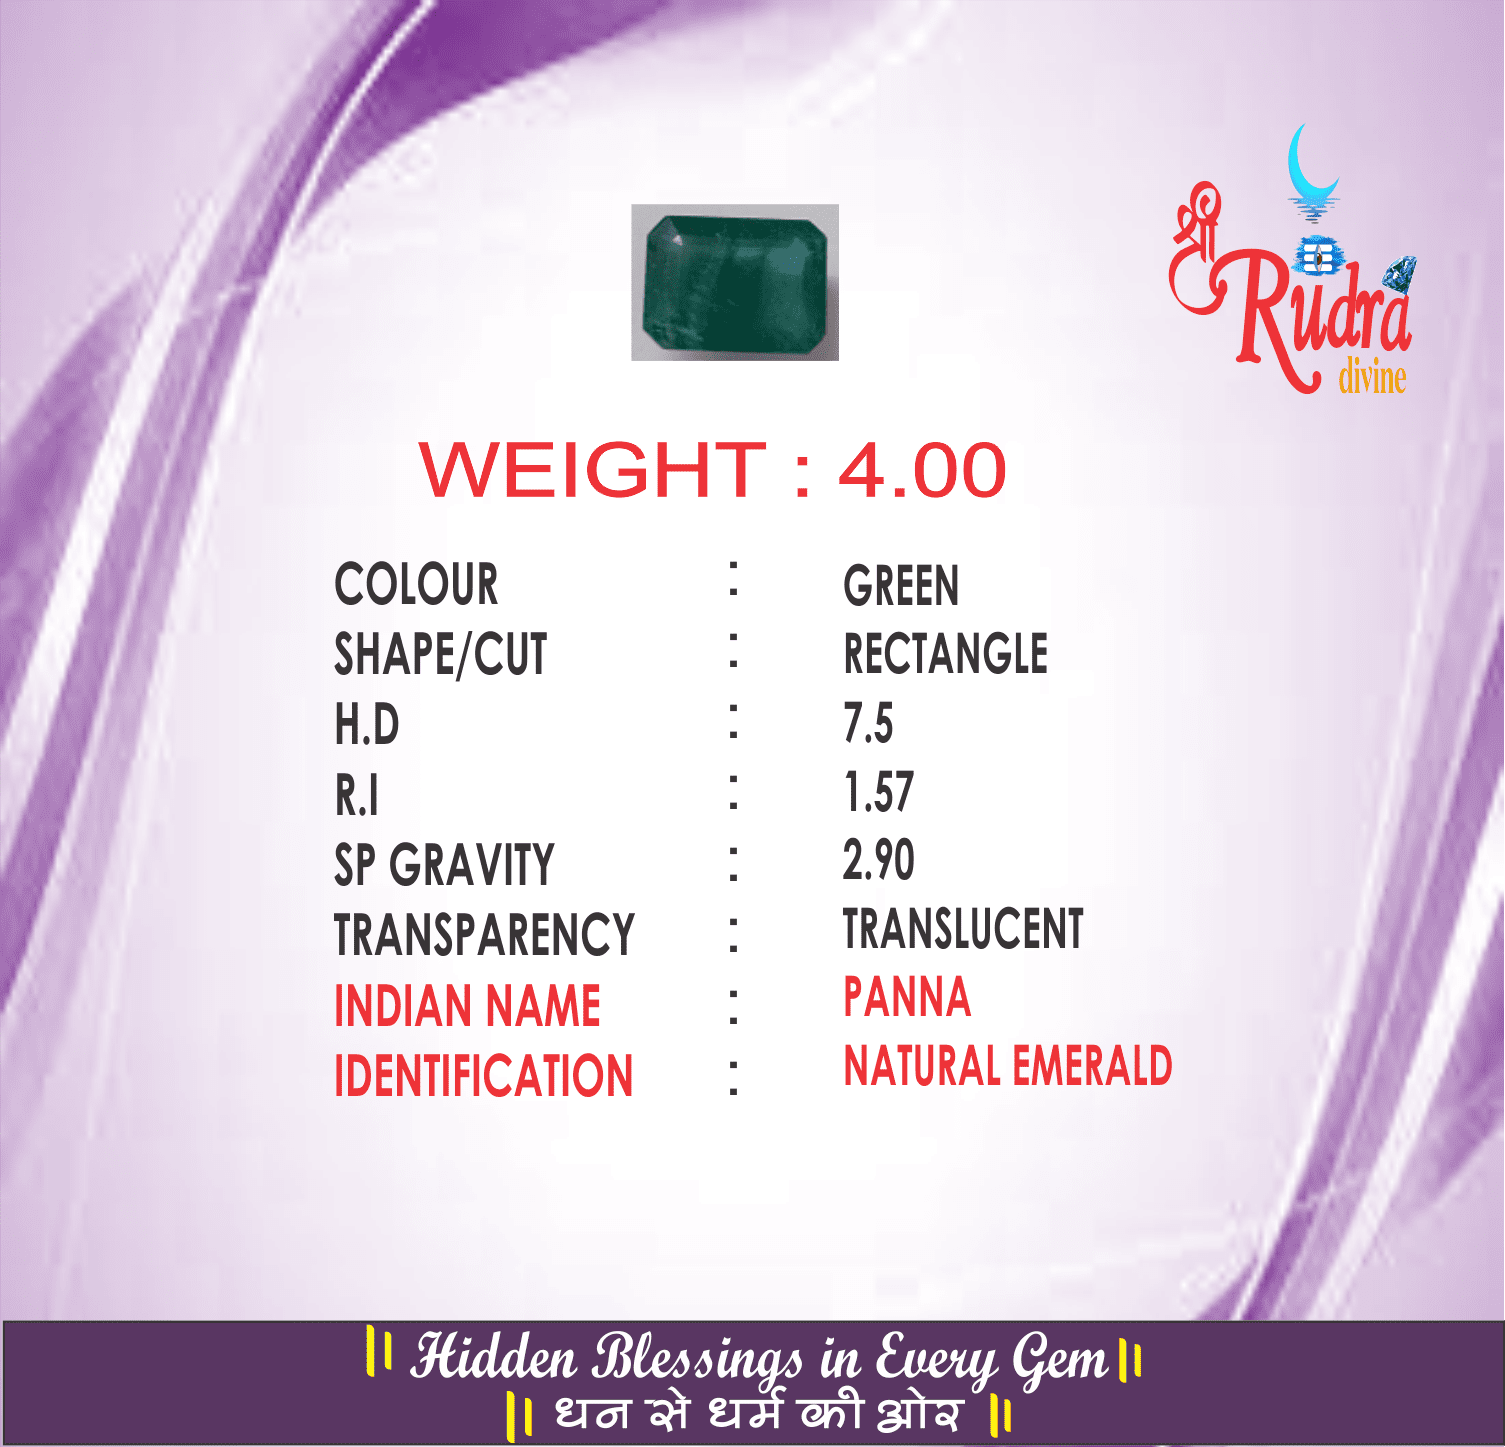 श्री
Rudra
divine
WEIGHT : 4.00
COLOUR : GREEN
SHAPE/CUT : RECTANGLE
H.D : 7.5
R.I : 1.57
SP GRAVITY : 2.90
TRANSPARENCY : TRANSLUCENT
INDIAN NAME : PANNA
IDENTIFICATION : NATURAL EMERALD
|| Hidden Blessings in Every Gem ||
|| धन से धर्म की ओर ||